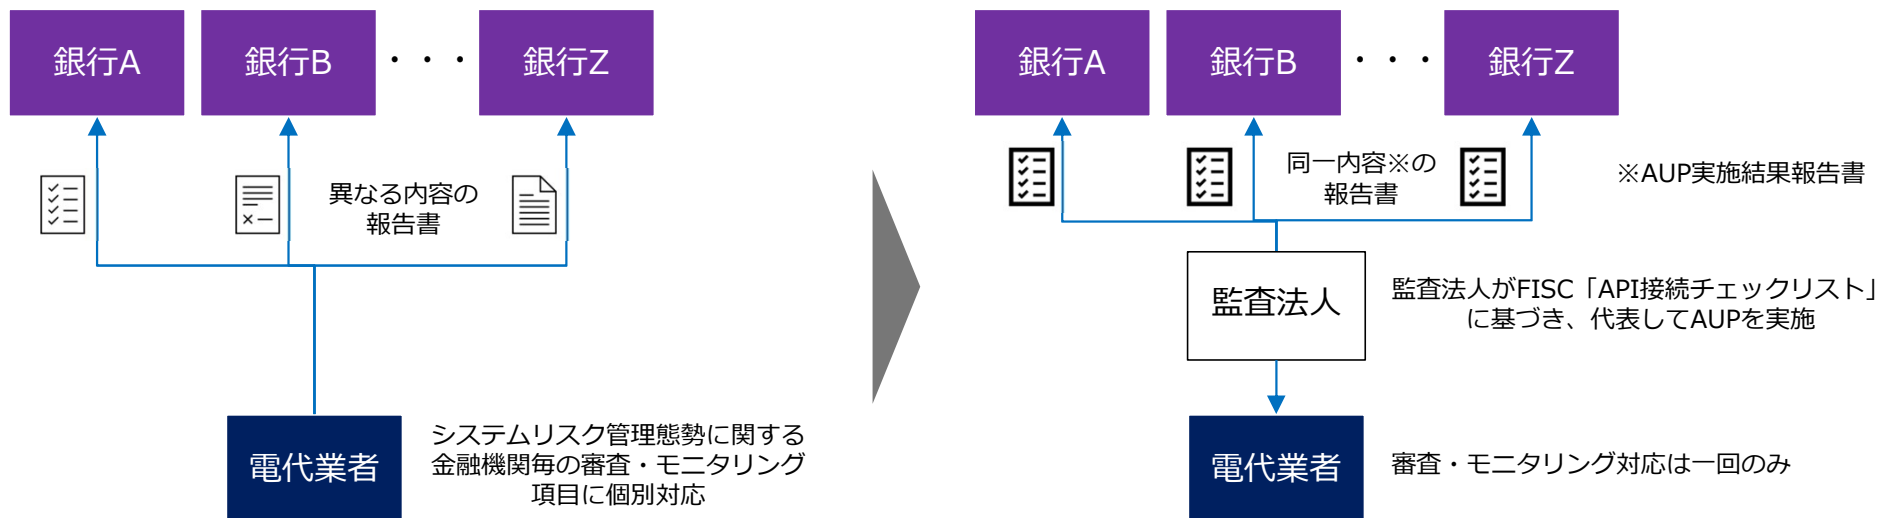 銀行A
銀行B
・・・
銀行Z
異なる内容の
報告書
電代業者
システムリスク管理態勢に関する
金融機関毎の審査・モニタリング
項目に個別対応
銀行A
銀行B
・・・
銀行Z
同一内容※の
報告書
※AUP実施結果報告書
監査法人
監査法人がFISC「API接続チェックリスト」
に基づき、代表してAUPを実施
電代業者
審査・モニタリング対応は一回のみ